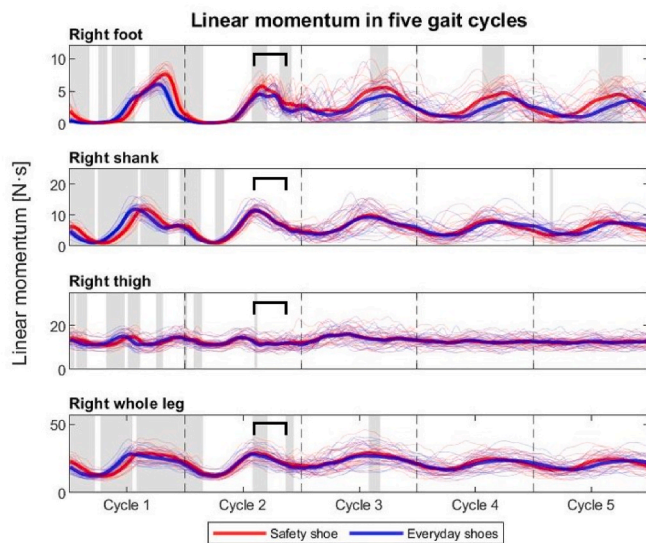 Linear momentum in five gait cycles
Right foot
10
5
0
Right shank
20
10
0
Right thigh
20
0
Right whole leg
50
0
Linear momentum [N·s]
Cycle 1 Cycle 2 Cycle 3 Cycle 4 Cycle 5
Safety shoe Everyday shoes